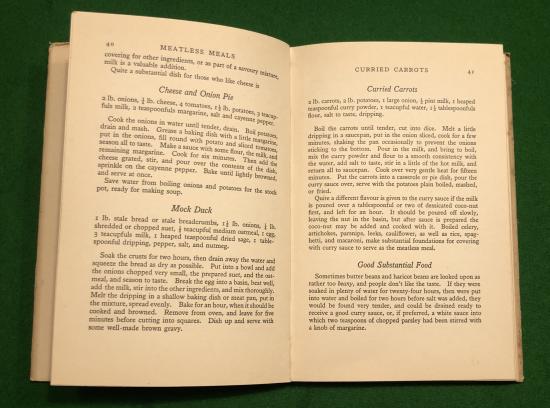 40
MEATLESS MEALS
covering for other ingredients, or as part of a savoury mixture,
milk is a valuable addition.
Quite a substantial dish for those who like cheese is
Cheese and Onion Pie
2 lb. onions, ¼ lb. cheese, 4 tomatoes, 1½ lb. potatoes, 3 teacup-
fuls milk, 2 teaspoonfuls margarine, salt and cayenne pepper.
Cook the onions in water until tender, drain. Boil potatoes,
drain and mash. Grease a baking dish with a little margarine,
put in the onions, fill round with potato and sliced tomatoes,
season all to taste. Make a sauce with some flour, the milk, and
remaining margarine. Cook for six minutes. Then add the
cheese grated, stir, and pour over the contents of the dish,
sprinkle on the cayenne pepper. Bake until lightly browned,
and serve at once.
Save water from boiling onions and potatoes for the stock
pot, ready for making soup.
Mock Duck
1 lb. stale bread or stale breadcrumbs, 1½ lb. onions, ¼ lb.
shredded or chopped suet, ½ teacupful medium oatmeal, 1 egg,
3 teacupfuls milk, 1 heaped teaspoonful dried sage, 1 table-
spoonful dripping, pepper, salt, and nutmeg.
Soak the crusts for two hours, then drain away the water and
squeeze the bread as dry as possible. Put into a bowl and add
the onions chopped very small, the prepared suet, and the oat-
meal, and season to taste. Break the egg into a basin, beat well,
add the milk, stir into the other ingredients, and mix thoroughly.
Melt the dripping in a shallow baking dish or meat pan, put in
the mixture, spread evenly. Bake for an hour, when it should be
cooked and browned. Remove from oven, and leave for five
minutes before cutting into squares. Dish up and serve with
some well-made brown gravy.
CURRIED CARROTS
41
Curried Carrots
2 lb. carrots, 2 lb. potatoes, 1 large onion, ½ pint milk, 1 heaped
teaspoonful curry powder, 1 teacupful water, 1½ tablespoonfuls
flour, salt to taste, dripping.
Boil the carrots until tender, cut into dice. Melt a little
dripping in a saucepan, put in the onion sliced, cook for a few
minutes, shaking the pan occasionally to prevent the onions
sticking to the bottom. Pour in the milk, and bring to boil,
mix the curry powder and flour to a smooth consistency with
the water, add salt to taste, stir in a little of the hot milk, and
return all to saucepan. Cook over very gentle heat for fifteen
minutes. Put the carrots into a casserole or pie dish, pour the
curry sauce over, serve with the potatoes plain boiled, mashed,
or fried.
Quite a different flavour is given to the curry sauce if the milk
is poured over a tablespoonful or two of desiccated coco-nut
first, and left for an hour. It should be poured off slowly,
leaving the nut in the basin, but after sauce is prepared the
coco-nut may be added and cooked with it. Boiled celery,
artichokes, parsnips, leeks, cauliflower, as well as rice, spag-
hetti, and macaroni, make substantial foundations for covering
with curry sauce to serve as the meatless meal.
Good Substantial Food
Sometimes butter beans and haricot beans are looked upon as
rather too heavy, and people don't like the taste. If they were
soaked in plenty of water for twenty-four hours, then were put
into water and boiled for two hours before salt was added, they
would be found very tender, and could be drained ready to
receive a good curry sauce, or, if preferred, a white sauce into
which two teaspoons of chopped parsley had been stirred with
a knob of margarine.